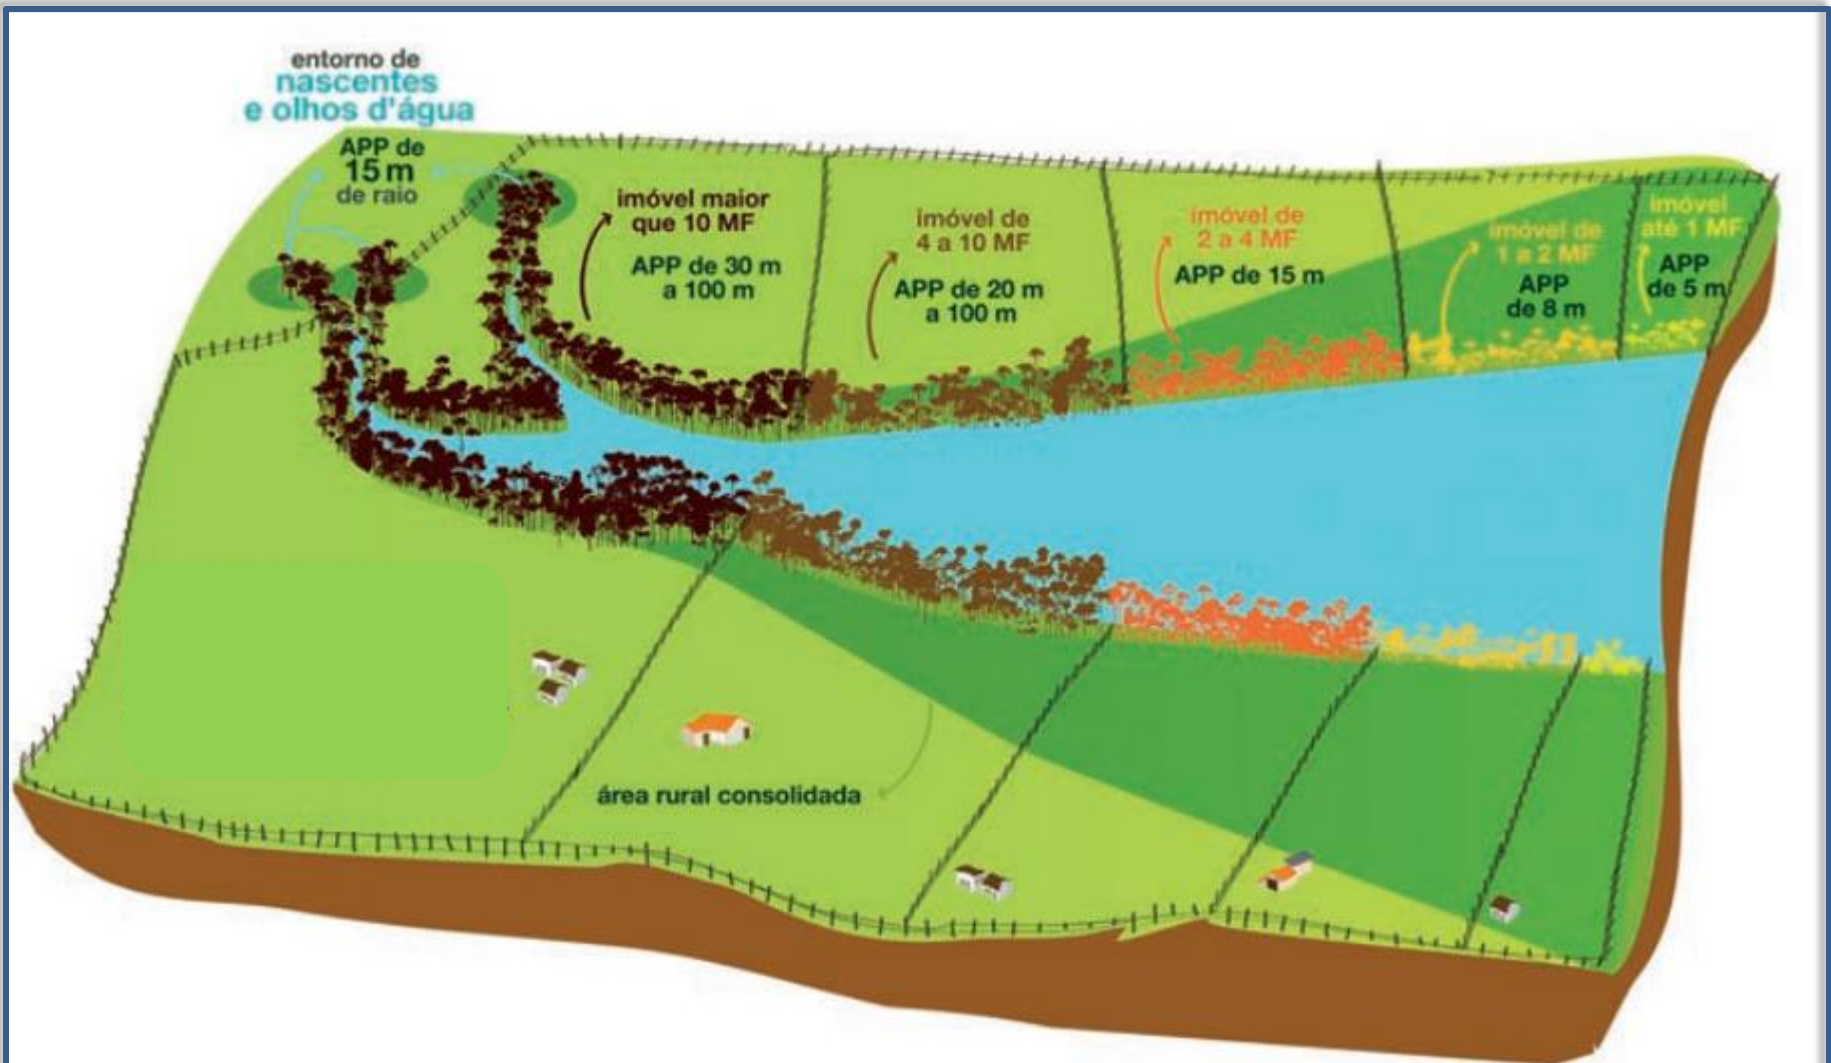 entorno de
nascentes
e olhos d'água
APP de
15 m
de raio
imóvel maior
que 10 MF
APP de 30 m
a 100 m
imóvel de
4 a 10 MF
APP de 20 m
a 100 m
imóvel de
2 a 4 MF
APP de 15 m
imóvel de
1 a 2 MF
APP
de 8 m
imóvel
até 1 MF
APP
de 5 m
área rural consolidada